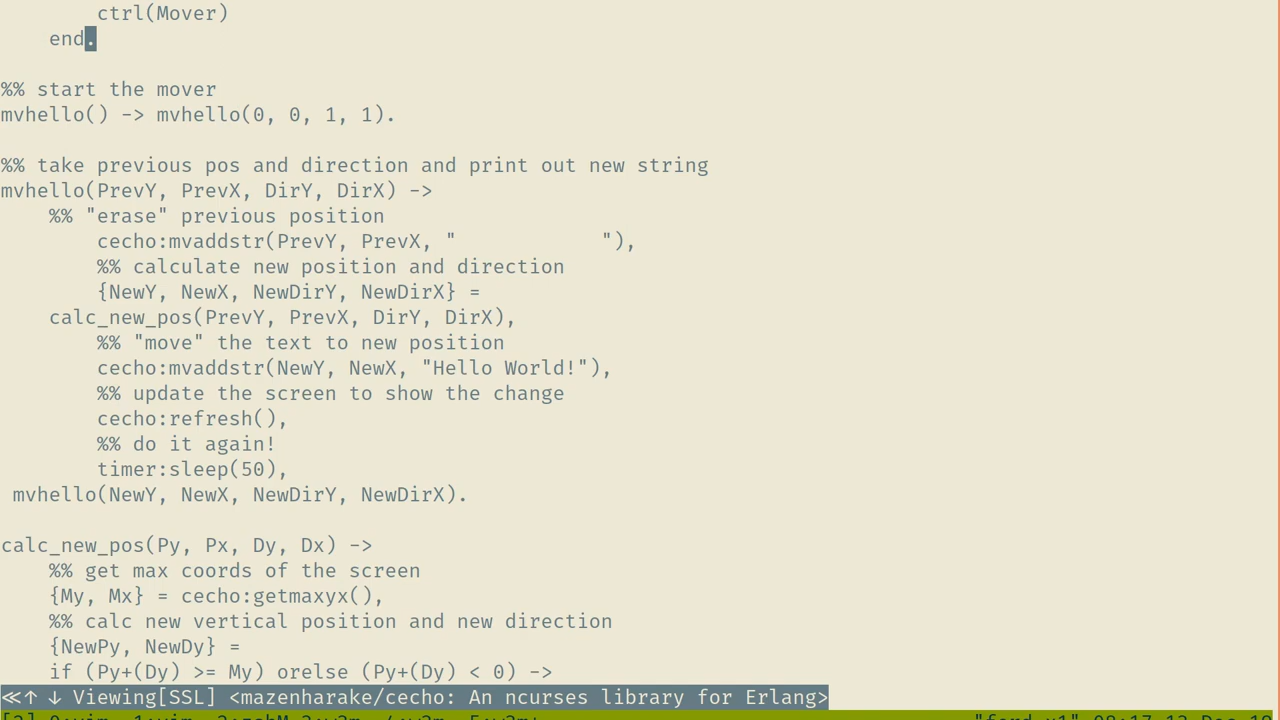 ctrl(Mover)
    end.

%% start the mover
mvhello() -> mvhello(0, 0, 1, 1).

%% take previous pos and direction and print out new string
mvhello(PrevY, PrevX, DirY, DirX) ->
    %% "erase" previous position
        cecho:mvaddstr(PrevY, PrevX, "            "),
        %% calculate new position and direction
        {NewY, NewX, NewDirY, NewDirX} =
    calc_new_pos(PrevY, PrevX, DirY, DirX),
        %% "move" the text to new position
        cecho:mvaddstr(NewY, NewX, "Hello World!"),
        %% update the screen to show the change
        cecho:refresh(),
        %% do it again!
        timer:sleep(50),
 mvhello(NewY, NewX, NewDirY, NewDirX).

calc_new_pos(Py, Px, Dy, Dx) ->
    %% get max coords of the screen
    {My, Mx} = cecho:getmaxyx(),
    %% calc new vertical position and new direction
    {NewPy, NewDy} =
    if (Py+(Dy) >= My) orelse (Py+(Dy) < 0) ->
≪↑ ↓ Viewing[SSL] <mazenharake/cecho: An ncurses library for Erlang>